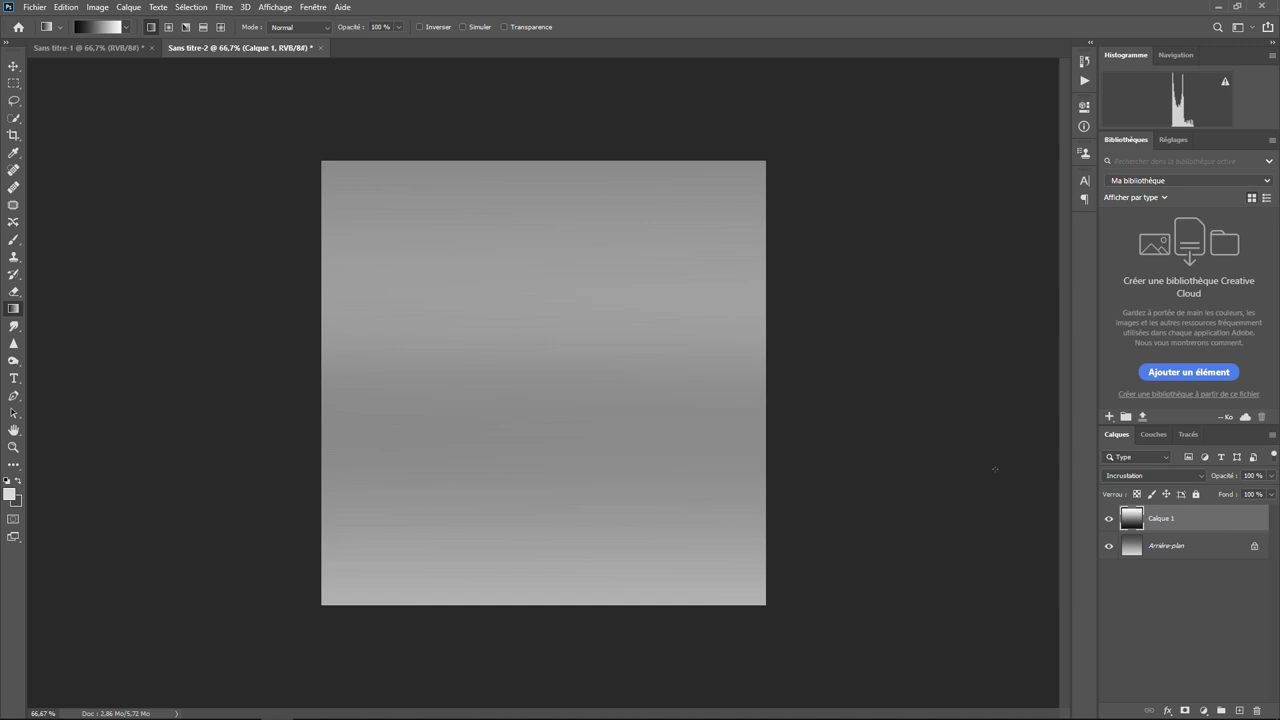 Ps Fichier Edition Image Calque Texte Sélection Filtre 3D Affichage Fenêtre Aide
Mode : Normal Opacité : 100 % Inverser Simuler Transparence
Sans titre-1 @ 66,7% (RVB/8#) * × Sans titre-2 @ 66,7% (Calque 1, RVB/8#) * ×
Histogramme Navigation
Bibliothèques Réglages
Rechercher dans la bibliothèque active
Ma bibliothèque
Afficher par type
Créer une bibliothèque Creative
Cloud
Gardez à portée de main les couleurs, les
images et les autres ressources fréquemment
utilisées dans chaque application Adobe.
Nous vous montrerons comment.
Ajouter un élément
Créer une bibliothèque à partir de ce fichier
-- Ko
Calques Couches Tracés
Type
Incrustation Opacité : 100 %
Verrou : Fond : 100 %
Calque 1
Arrière-plan
66,67 % Doc : 2,86 Mo/5,72 Mo